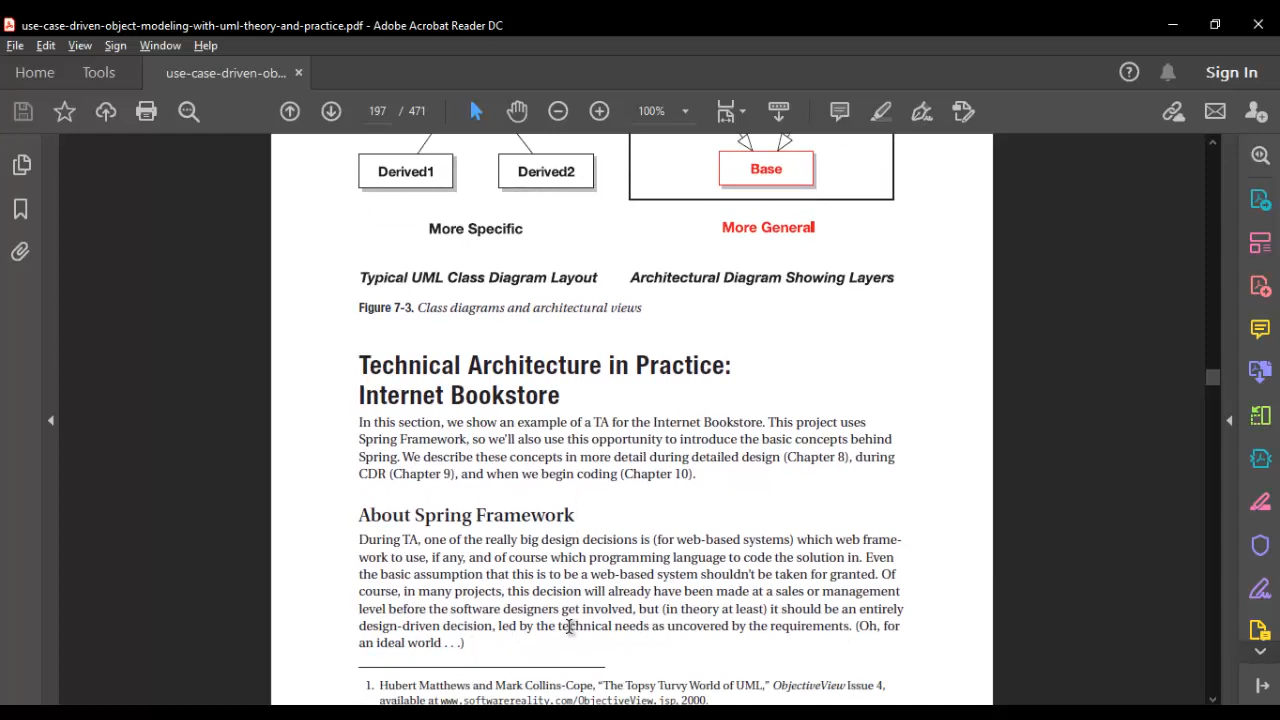 use-case-driven-object-modeling-with-uml-theory-and-practice.pdf - Adobe Acrobat Reader DC
File Edit View Sign Window Help
Home Tools use-case-driven-ob... × Sign In
197 / 471 100%
Derived1 Derived2 Base
More Specific More General
Typical UML Class Diagram Layout Architectural Diagram Showing Layers
Figure 7-3. Class diagrams and architectural views
Technical Architecture in Practice:
Internet Bookstore
In this section, we show an example of a TA for the Internet Bookstore. This project uses
Spring Framework, so we'll also use this opportunity to introduce the basic concepts behind
Spring. We describe these concepts in more detail during detailed design (Chapter 8), during
CDR (Chapter 9), and when we begin coding (Chapter 10).
About Spring Framework
During TA, one of the really big design decisions is (for web-based systems) which web frame-
work to use, if any, and of course which programming language to code the solution in. Even
the basic assumption that this is to be a web-based system shouldn't be taken for granted. Of
course, in many projects, this decision will already have been made at a sales or management
level before the software designers get involved, but (in theory at least) it should be an entirely
design-driven decision, led by the technical needs as uncovered by the requirements. (Oh, for
an ideal world . . .)
1. Hubert Matthews and Mark Collins-Cope, “The Topsy Turvy World of UML,” ObjectiveView Issue 4,
available at www.softwarereality.com/ObjectiveView.jsp, 2000.